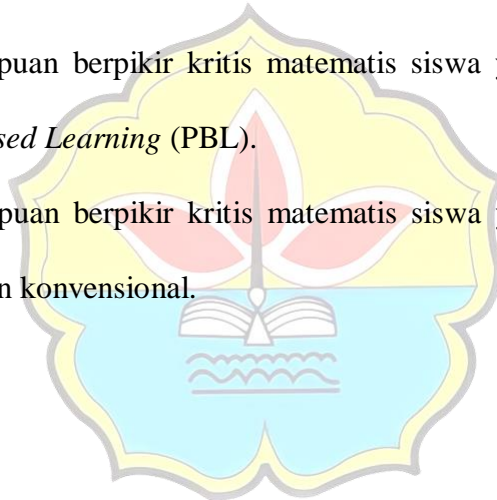 puan berpikir kritis matematis siswa
sed Learning (PBL).
puan berpikir kritis matematis siswa
n konvensional.